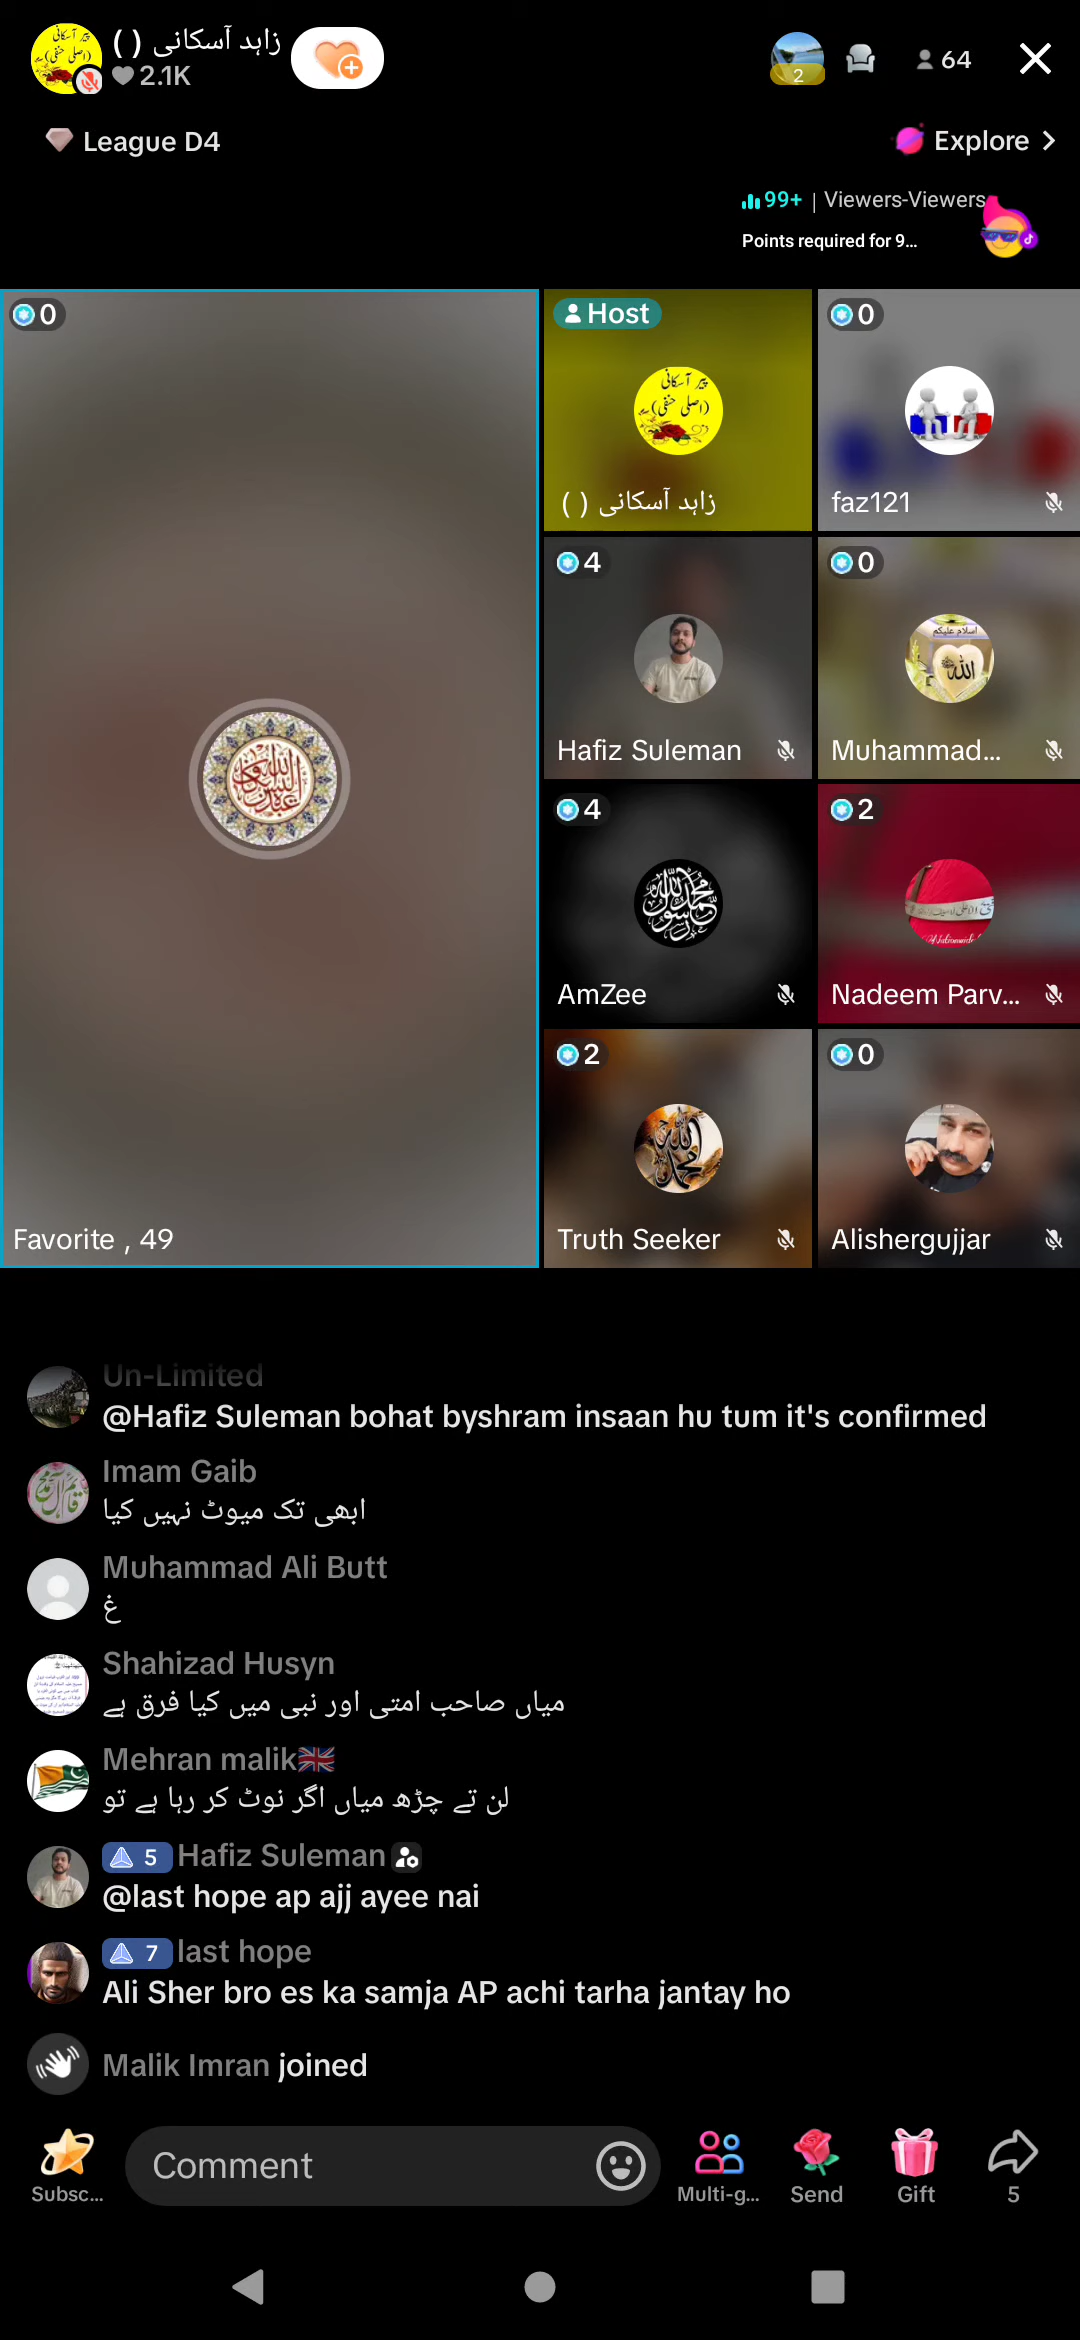 زاہد آسکانی ( )
2.1K
2
64
League D4
Explore
99+ | Viewers-Viewers
Points required for 9...
0
Host
پیر آسکانی
(اصلی حنفی)
زاہد آسکانی ( )
0
faz121
4
Hafiz Suleman
0
Muhammad...
4
AmZee
2
Nadeem Parv...
2
Truth Seeker
0
Alishergujjar
Favorite , 49
Un-Limited
@Hafiz Suleman bohat byshram insaan hu tum it's confirmed
Imam Gaib
ابھی تک میوٹ نہیں کیا
Muhammad Ali Butt
غ
Shahizad Husyn
میاں صاحب امتی اور نبی میں کیا فرق ہے
Mehran malik
لن تے چڑھ میاں اگر نوٹ کر رہا ہے تو
5 Hafiz Suleman
@last hope ap ajj ayee nai
7 last hope
Ali Sher bro es ka samja AP achi tarha jantay ho
Malik Imran joined
Comment
Subsc...
Multi-g...
Send
Gift
5